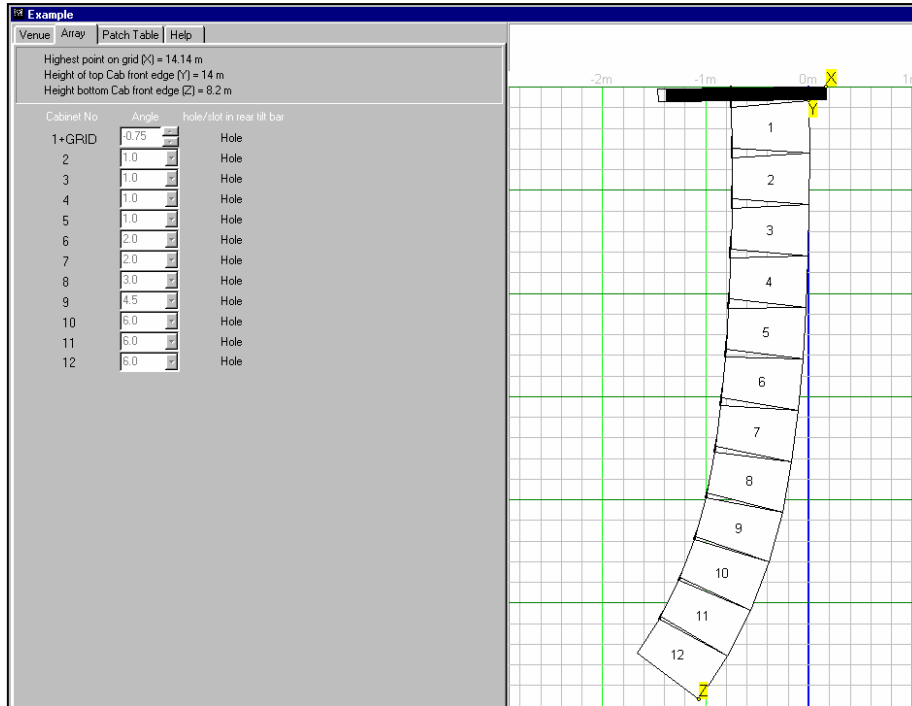 Example
Venue Array Patch Table Help
Highest point on grid (X) = 14.14 m
Height of top Cab front edge (Y) = 14 m
Height bottom Cab front edge (Z) = 8.2 m
Cabinet No Angle hole/slot in rear tilt bar
1+GRID -0.75 Hole
2 1.0 Hole
3 1.0 Hole
4 1.0 Hole
5 1.0 Hole
6 2.0 Hole
7 2.0 Hole
8 3.0 Hole
9 4.5 Hole
10 6.0 Hole
11 6.0 Hole
12 6.0 Hole
-2m -1m 0m X
Y
1
2
3
4
5
6
7
8
9
10
11
12
Z